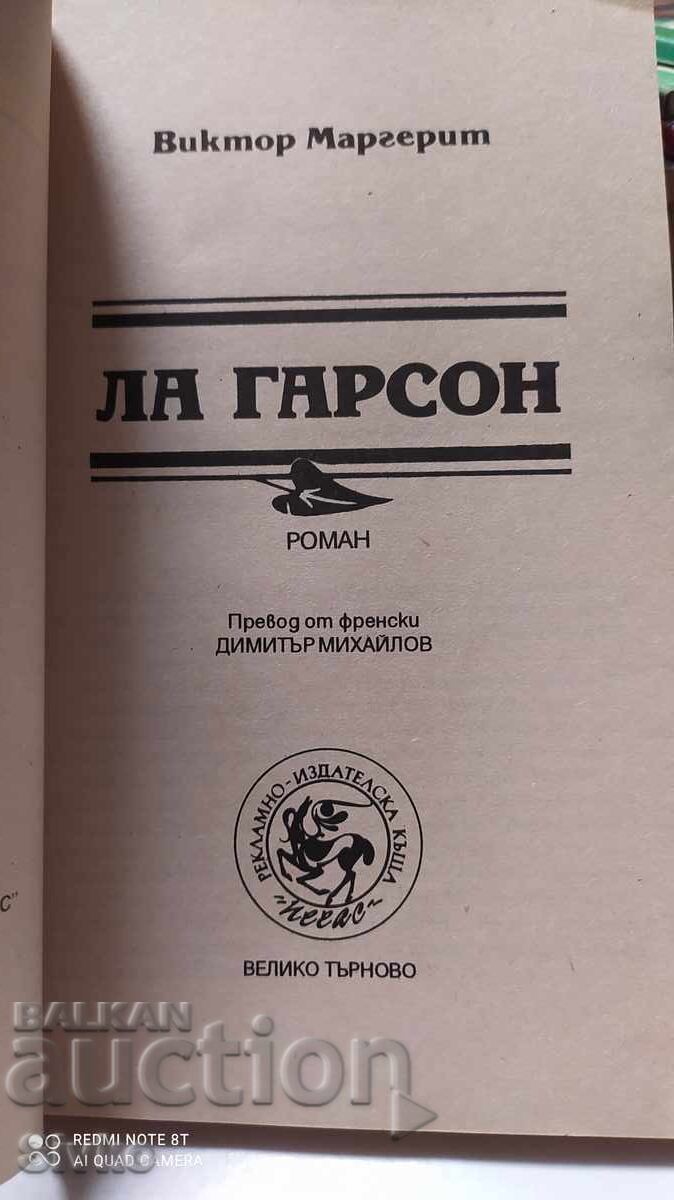 Виктор Маргерит
ЛА ГАРСОН
РОМАН
Превод от френски
ДИМИТЪР МИХАЙЛОВ
РЕКЛАМНО-ИЗДАТЕЛСКА КЪЩА
"Пегас"
ВЕЛИКО ТЪРНОВО
С"
BALKAN
auction
REDMI NOTE 8T
AI QUAD CAMERA